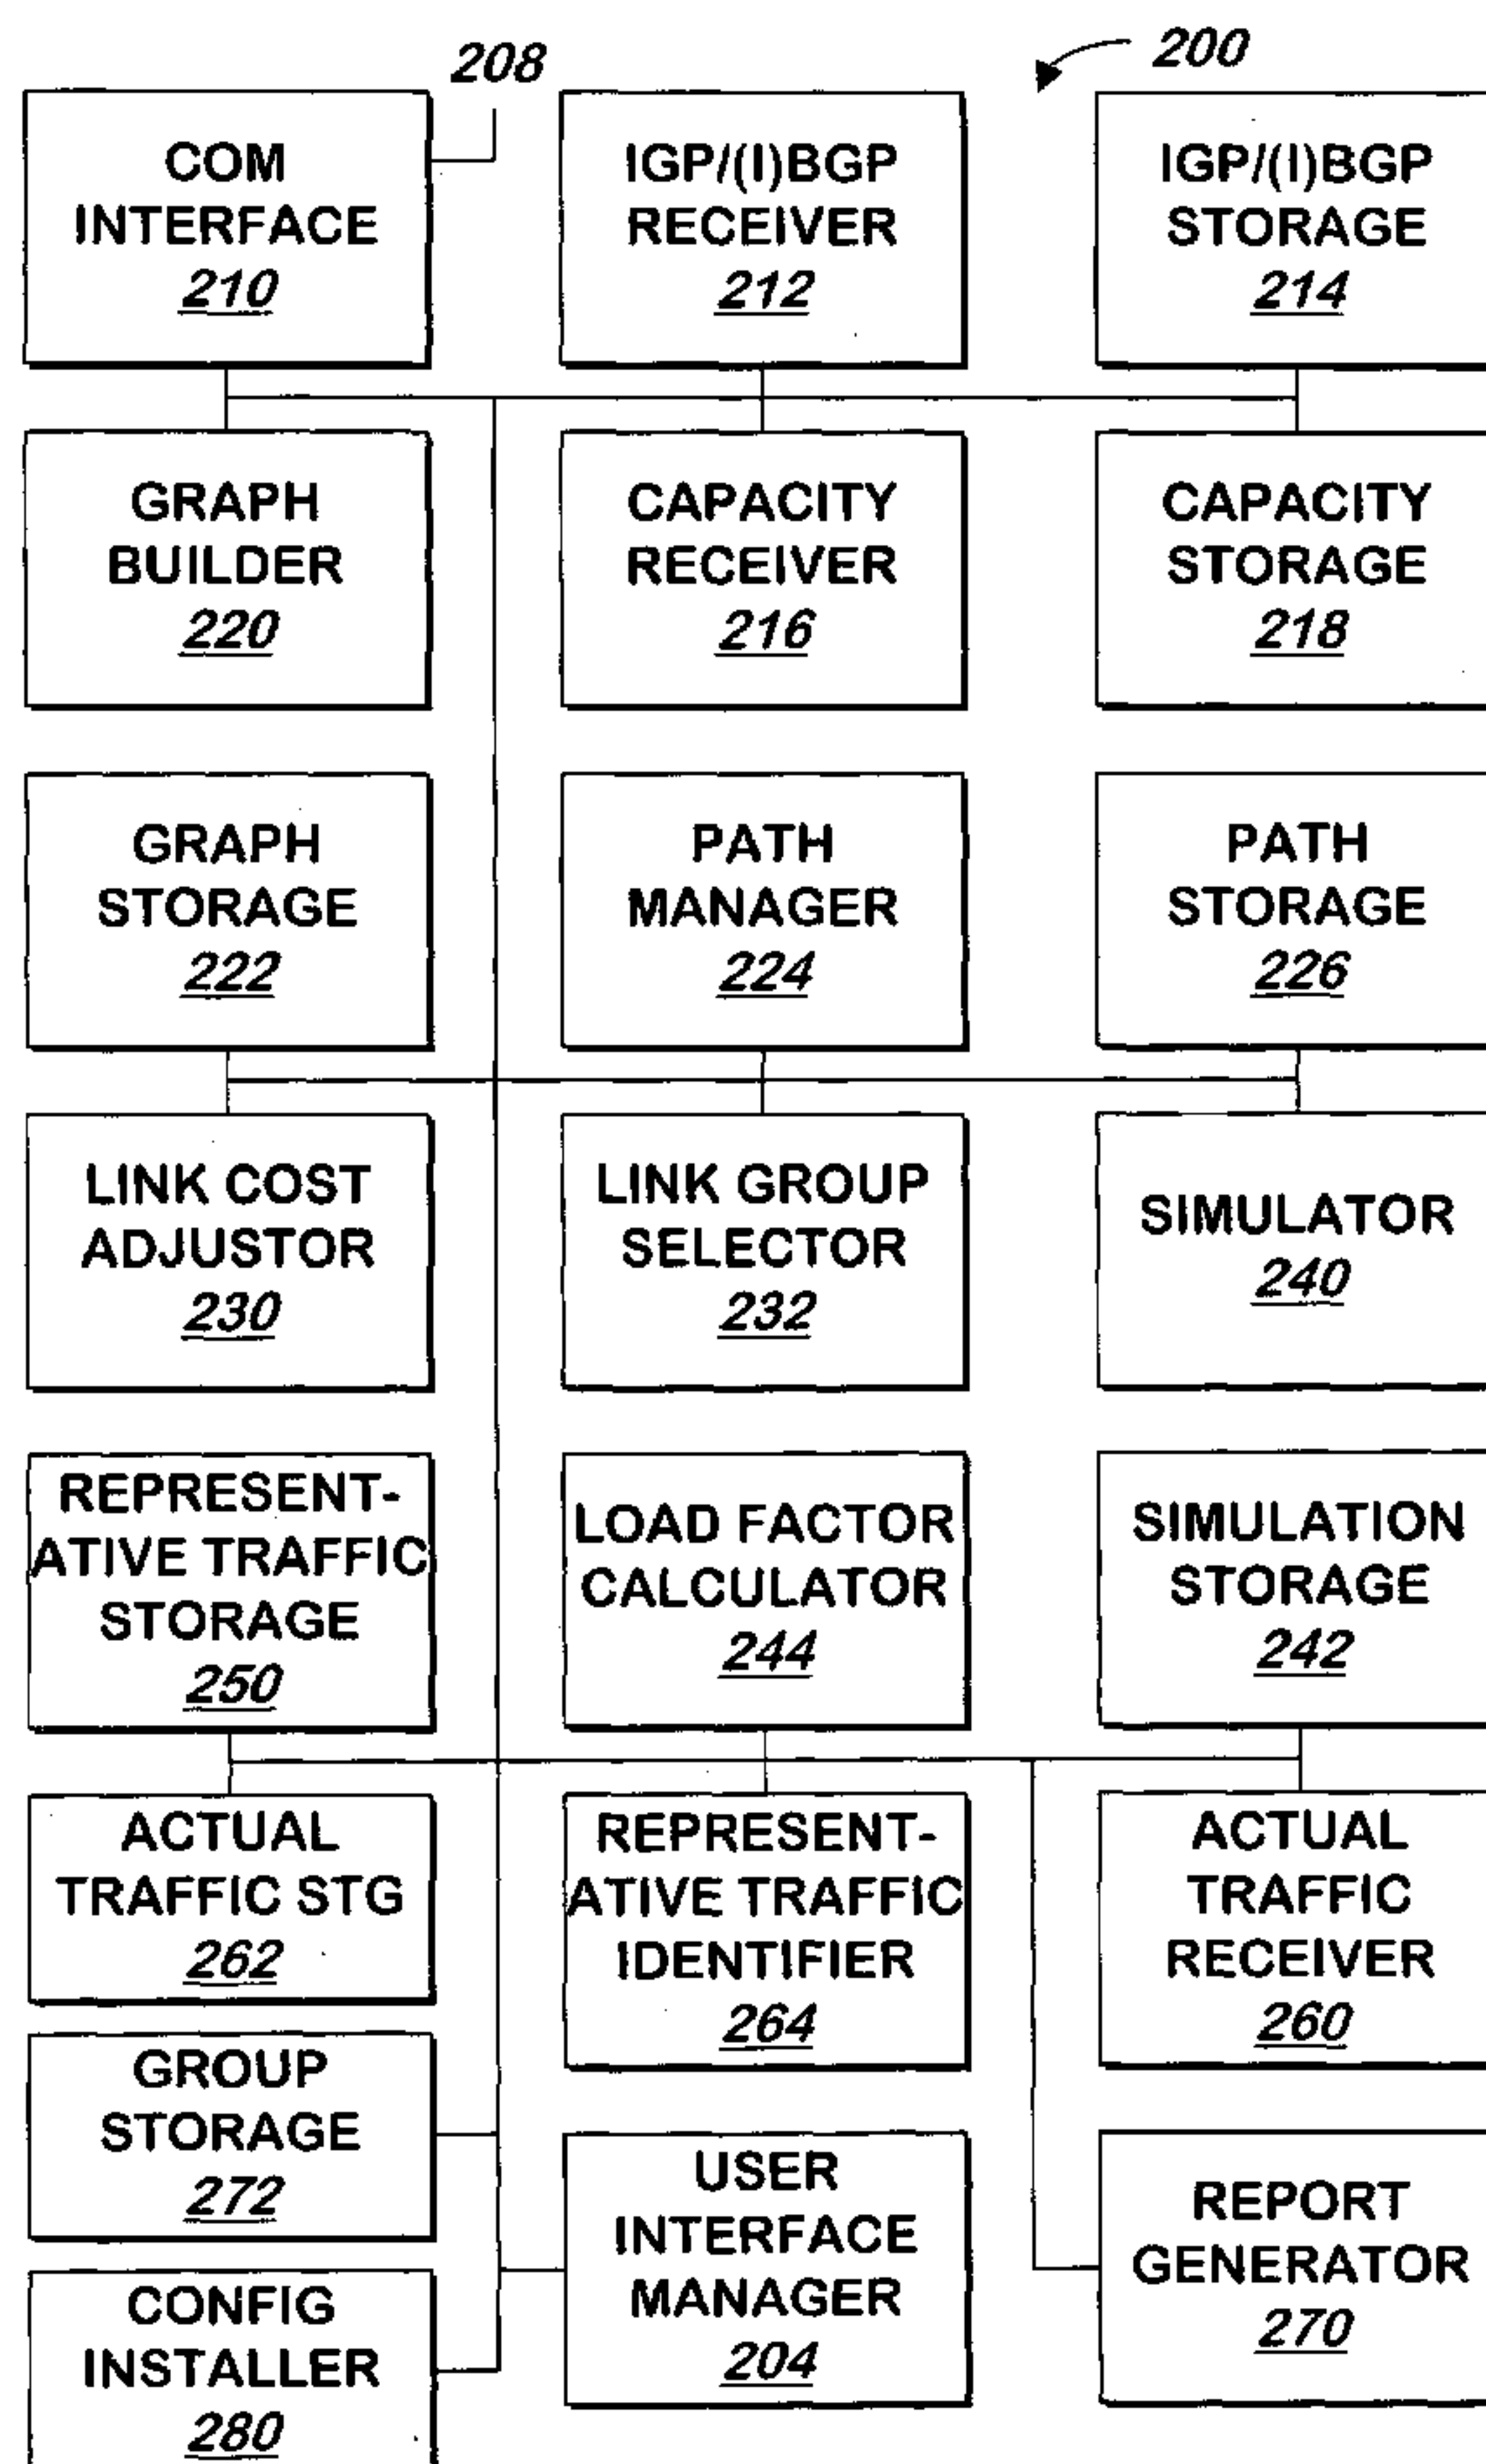 208
200
COM
INTERFACE
210
IGP/(I)BGP
RECEIVER
212
IGP/(I)BGP
STORAGE
214
GRAPH
BUILDER
220
CAPACITY
RECEIVER
216
CAPACITY
STORAGE
218
GRAPH
STORAGE
222
PATH
MANAGER
224
PATH
STORAGE
226
LINK COST
ADJUSTOR
230
LINK GROUP
SELECTOR
232
SIMULATOR
240
REPRESENT-
ATIVE TRAFFIC
STORAGE
250
LOAD FACTOR
CALCULATOR
244
SIMULATION
STORAGE
242
ACTUAL
TRAFFIC STG
262
REPRESENT-
ATIVE TRAFFIC
IDENTIFIER
264
ACTUAL
TRAFFIC
RECEIVER
260
GROUP
STORAGE
272
USER
INTERFACE
MANAGER
204
REPORT
GENERATOR
270
CONFIG
INSTALLER
280